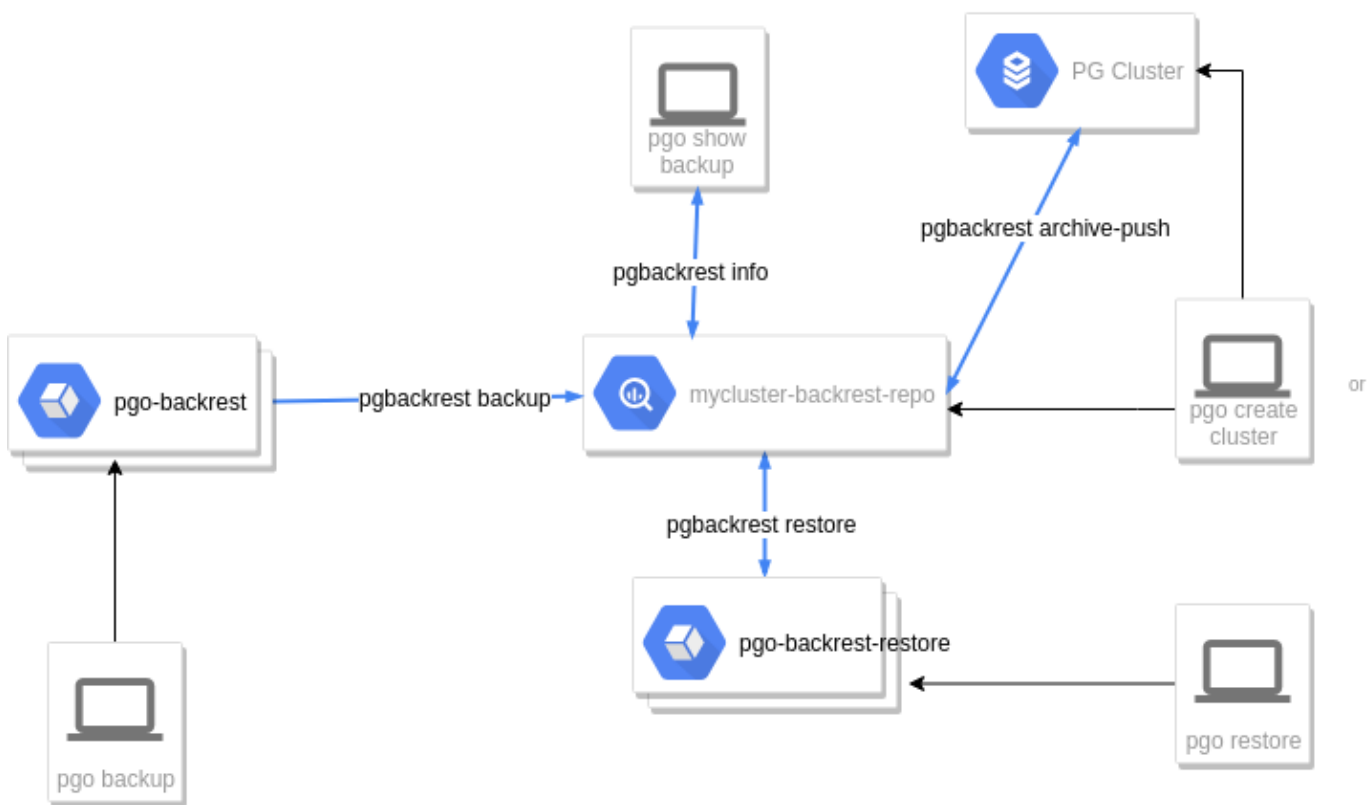 PG Cluster
pgo show
backup
pgbackrest archive-push
pgbackrest info
pgo-backrest
pgbackrest backup
mycluster-backrest-repo
pgo create
cluster
or
pgbackrest restore
pgo-backrest-restore
pgo restore
pgo backup